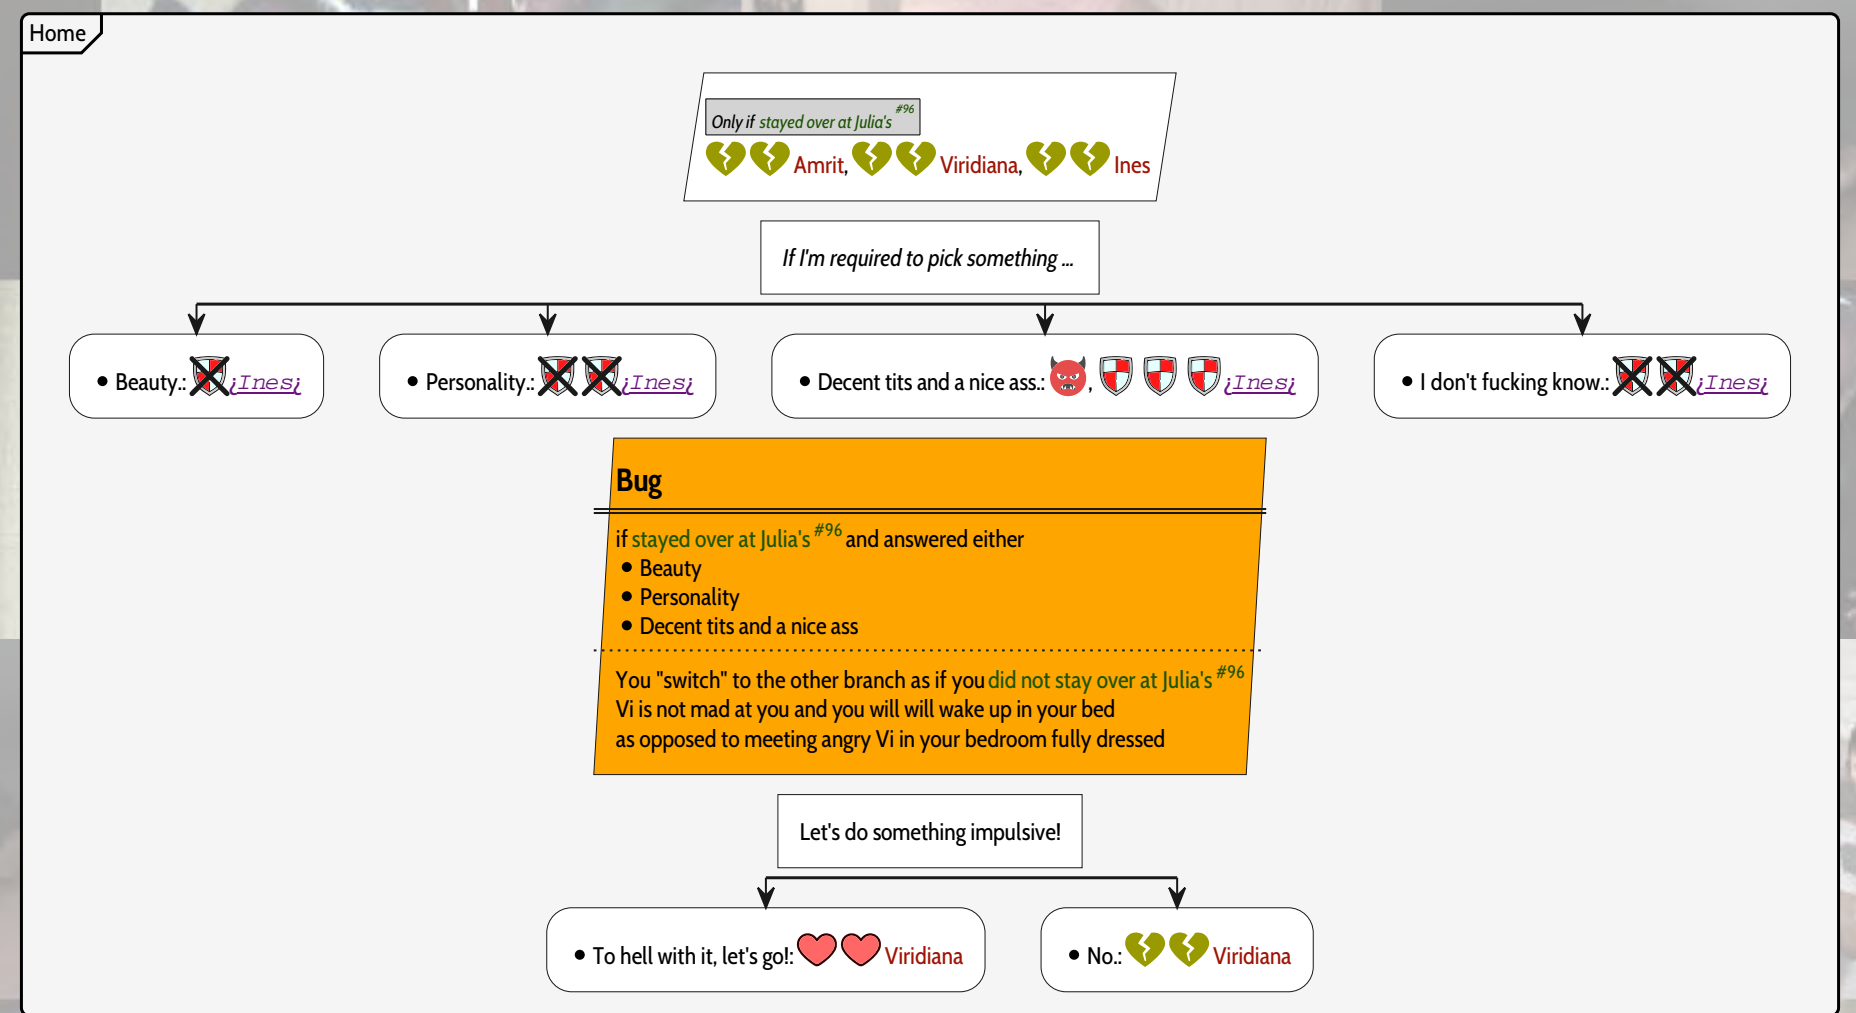 Home
Only if stayed over at Julia's #96
Amrit, Viridiana, Ines
If I'm required to pick something ...
• Beauty.: ¿Ines¿
• Personality.: ¿Ines¿
• Decent tits and a nice ass.: , ¿Ines¿
• I don't fucking know.: ¿Ines¿
Bug
if stayed over at Julia's #96 and answered either
• Beauty
• Personality
• Decent tits and a nice ass
You "switch" to the other branch as if you did not stay over at Julia's #96
Vi is not mad at you and you will will wake up in your bed
as opposed to meeting angry Vi in your bedroom fully dressed
Let's do something impulsive!
• To hell with it, let's go!: Viridiana
• No.: Viridiana